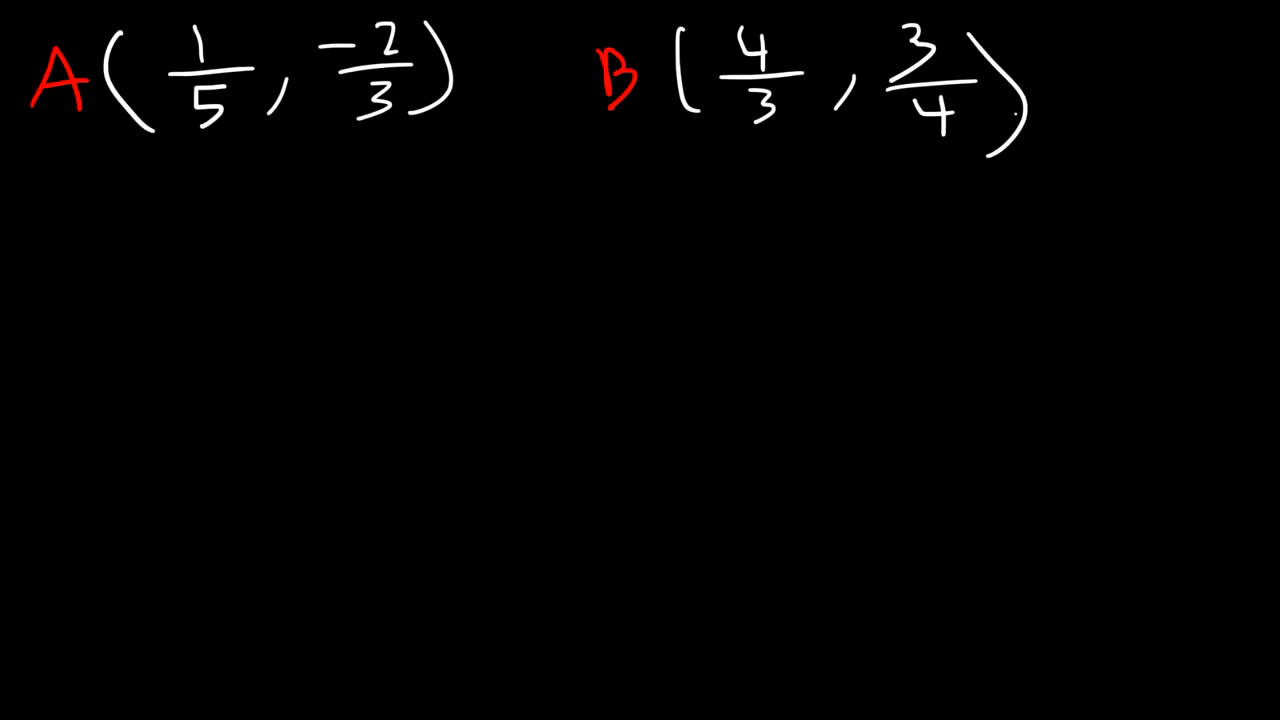 A ( 1/5 , -2/3 ) B ( 4/3 , 3/4 )